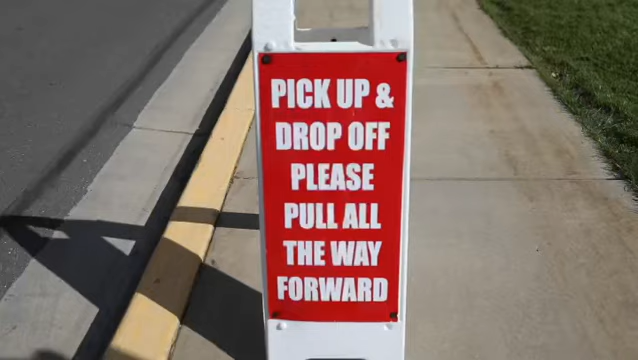 PICK UP &
DROP OFF
PLEASE
PULL ALL
THE WAY
FORWARD